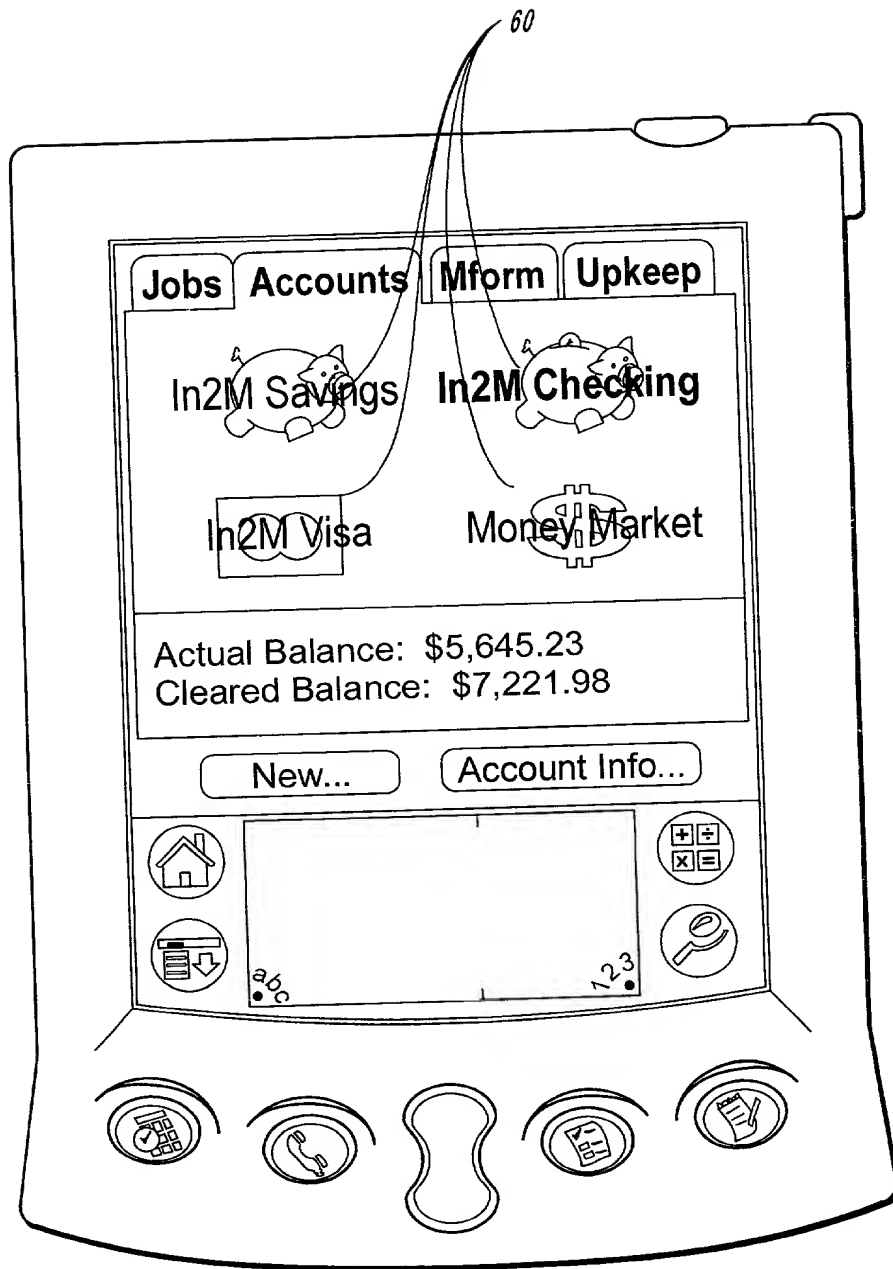 60
Jobs Accounts Mform Upkeep
In2M Savings In2M Checking
In2M Visa Money Market
Actual Balance: $5,645.23
Cleared Balance: $7,221.98
New... Account Info...
+ ÷
x =
abc 123